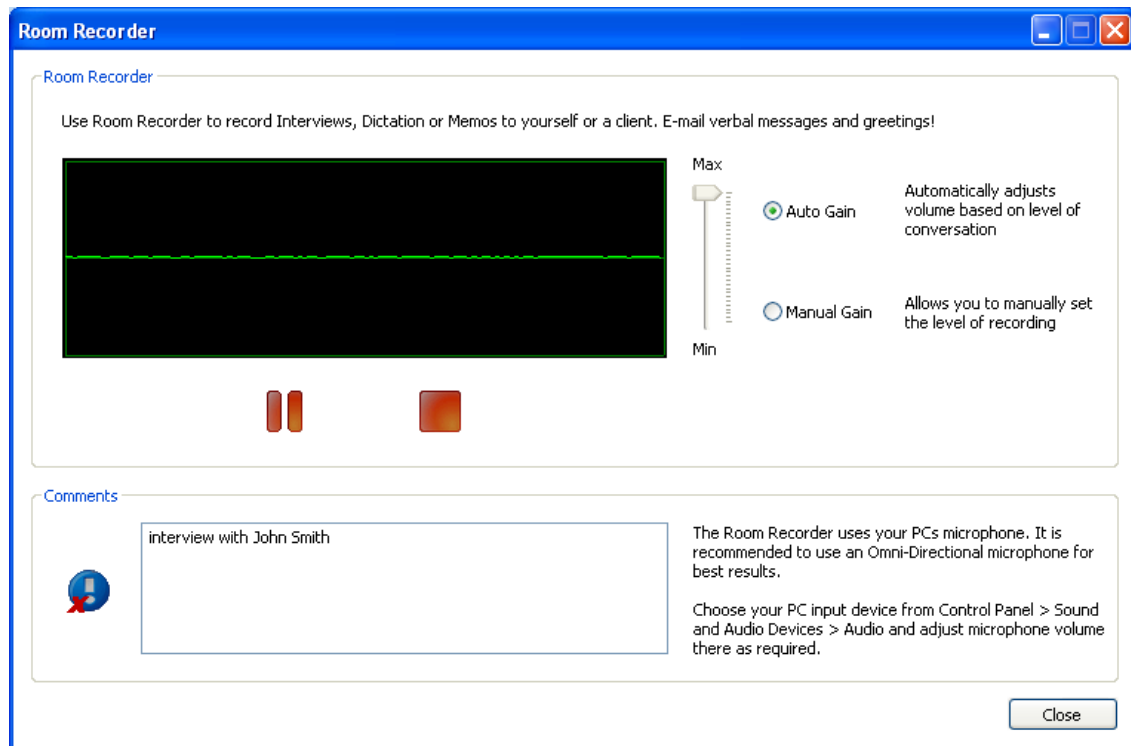 Room Recorder
Room Recorder
Use Room Recorder to record Interviews, Dictation or Memos to yourself or a client. E-mail verbal messages and greetings!
Max
Auto Gain
Automatically adjusts
volume based on level of
conversation
Manual Gain
Allows you to manually set
the level of recording
Min
Comments
interview with John Smith
The Room Recorder uses your PCs microphone. It is
recommended to use an Omni-Directional microphone for
best results.
Choose your PC input device from Control Panel > Sound
and Audio Devices > Audio and adjust microphone volume
there as required.
Close